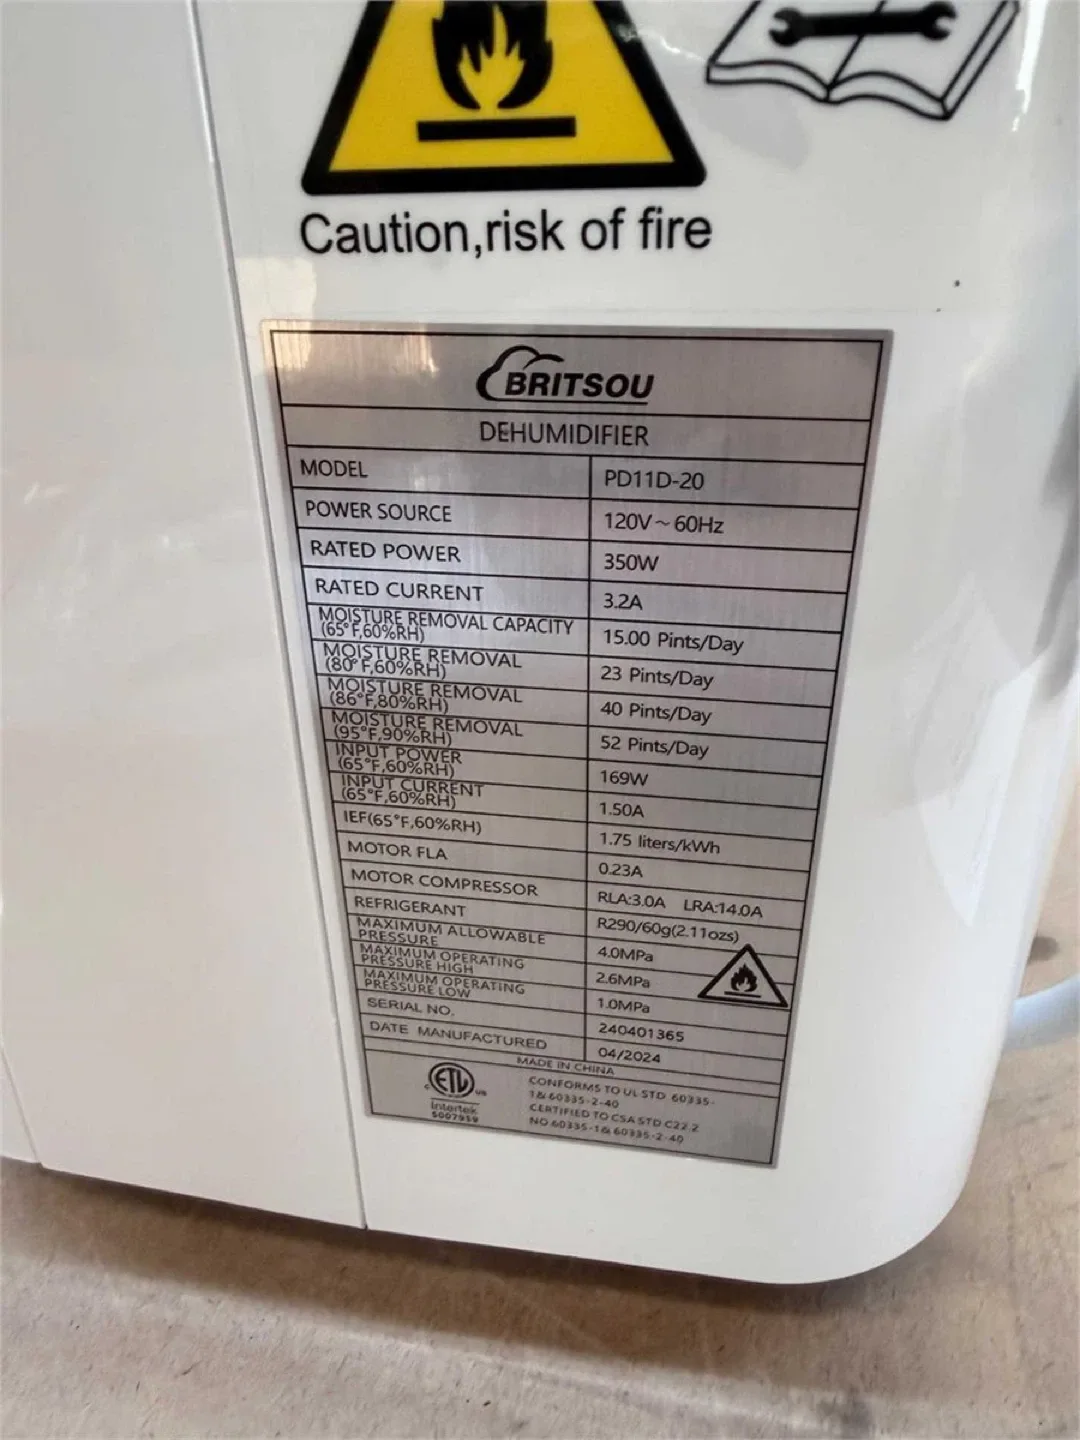 Caution,risk of fire
BRITSOU
DEHUMIDIFIER
MODEL PD11D-20
POWER SOURCE 120V~60Hz
RATED POWER 350W
RATED CURRENT 3.2A
MOISTURE REMOVAL CAPACITY
(65°F,60%RH) 15.00 Pints/Day
MOISTURE REMOVAL
(80°F,60%RH) 23 Pints/Day
MOISTURE REMOVAL
(86°F,80%RH) 40 Pints/Day
MOISTURE REMOVAL
(95°F,90%RH) 52 Pints/Day
INPUT POWER
(65°F,60%RH) 169W
INPUT CURRENT
(65°F,60%RH) 1.50A
IEF(65°F,60%RH) 1.75 liters/kWh
MOTOR FLA 0.23A
MOTOR COMPRESSOR RLA:3.0A LRA:14.0A
REFRIGERANT R290/60g(2.11ozs)
MAXIMUM ALLOWABLE
PRESSURE 4.0MPa
MAXIMUM OPERATING
PRESSURE HIGH 2.6MPa
MAXIMUM OPERATING
PRESSURE LOW 1.0MPa
SERIAL NO. 240401365
DATE MANUFACTURED 04/2024
MADE IN CHINA
C ETL US
Intertek
5007959
CONFORMS TO UL STD 60335-
1& 60335-2-40
CERTIFIED TO CSA STD C22.2
NO 60335-1& 60335-2-40